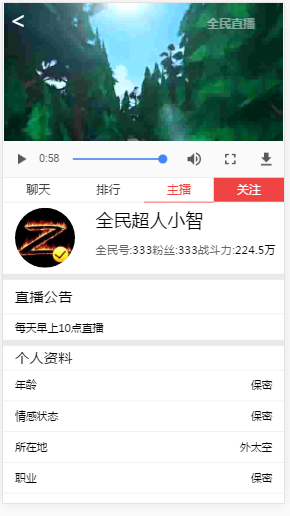 <
全民直播
0:58
聊天 排行 主播 关注
全民超人小智
全民号:333粉丝:333战斗力:224.5万
直播公告
每天早上10点直播
个人资料
年龄 保密
情感状态 保密
所在地 外太空
职业 保密